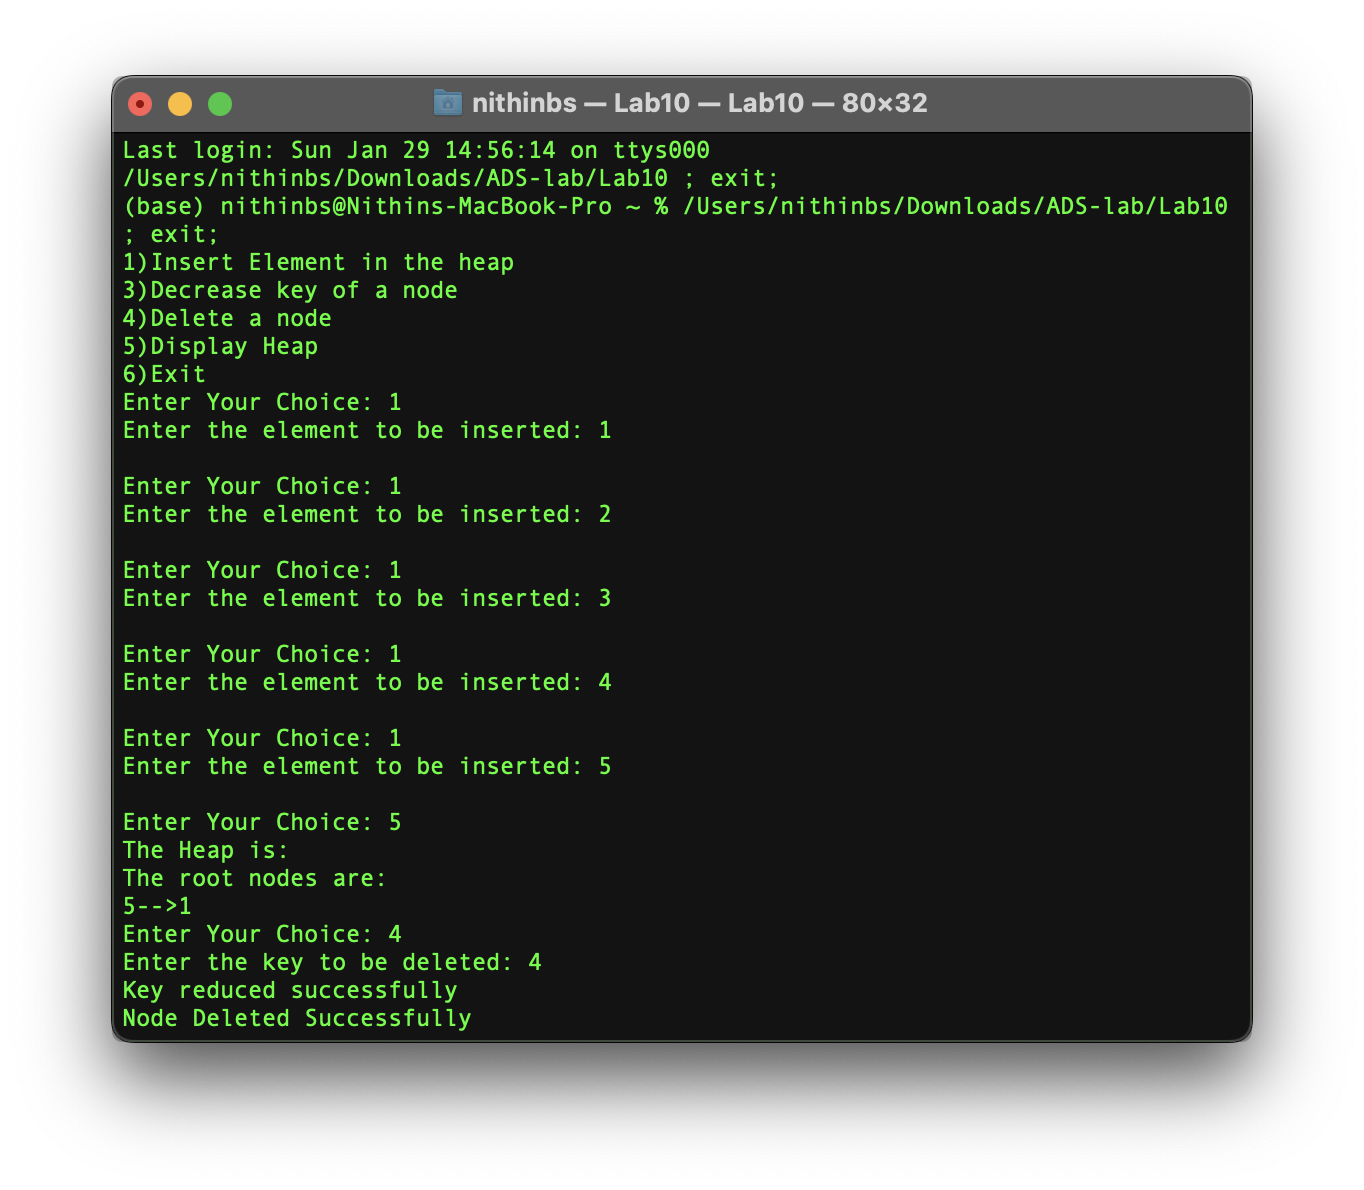 nithinbs — Lab10 — Lab10 — 80×32
Last login: Sun Jan 29 14:56:14 on ttys000
/Users/nithinbs/Downloads/ADS-lab/Lab10 ; exit;
(base) nithinbs@Nithins-MacBook-Pro ~ % /Users/nithinbs/Downloads/ADS-lab/Lab10
; exit;
1)Insert Element in the heap
3)Decrease key of a node
4)Delete a node
5)Display Heap
6)Exit
Enter Your Choice: 1
Enter the element to be inserted: 1
Enter Your Choice: 1
Enter the element to be inserted: 2
Enter Your Choice: 1
Enter the element to be inserted: 3
Enter Your Choice: 1
Enter the element to be inserted: 4
Enter Your Choice: 1
Enter the element to be inserted: 5
Enter Your Choice: 5
The Heap is:
The root nodes are:
5-->1
Enter Your Choice: 4
Enter the key to be deleted: 4
Key reduced successfully
Node Deleted Successfully